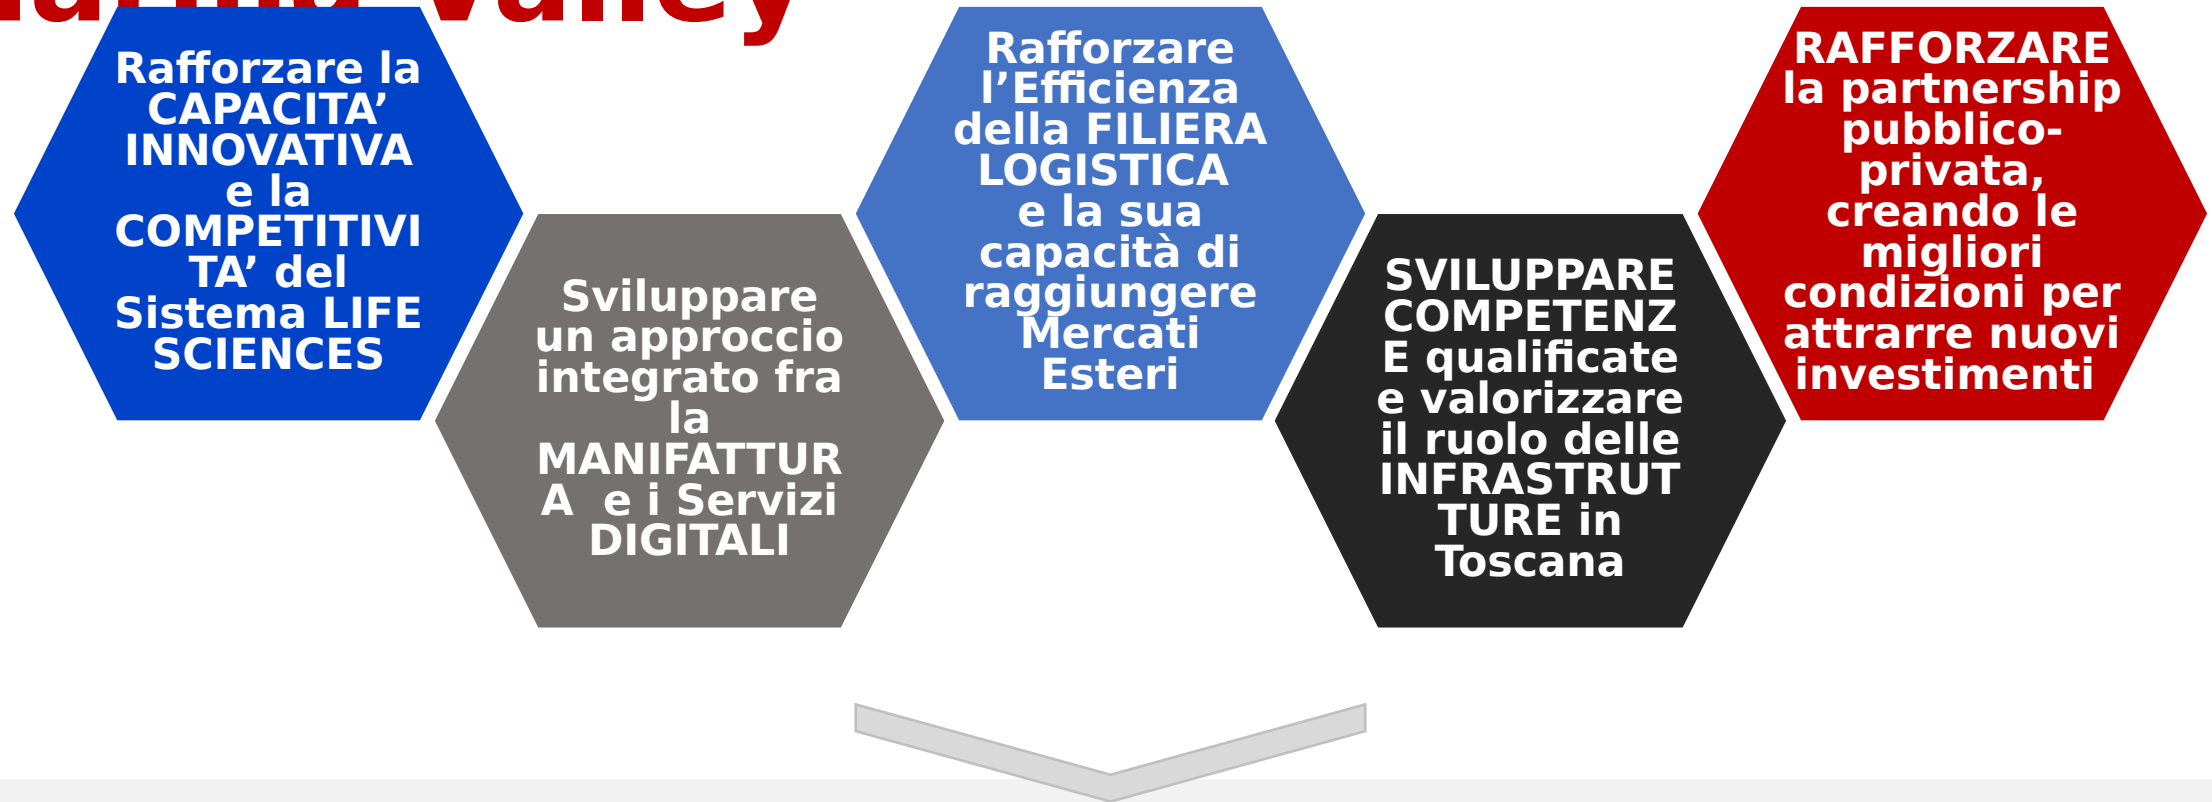 Valley
Rafforzare la
CAPACITA’
INNOVATIVA
e la
COMPETITIVI
TA’ del
Sistema LIFE
SCIENCES
Sviluppare
un approccio
integrato fra
la
MANIFATTUR
A  e i Servizi
DIGITALI
Rafforzare
l’Efficienza
della FILIERA
LOGISTICA
e la sua
capacità di
raggiungere
Mercati
Esteri
SVILUPPARE
COMPETENZ
E qualificate
e valorizzare
il ruolo delle
INFRASTRUT
TURE in
Toscana
RAFFORZARE
la partnership
pubblico-
privata,
creando le
migliori
condizioni per
attrarre nuovi
investimenti